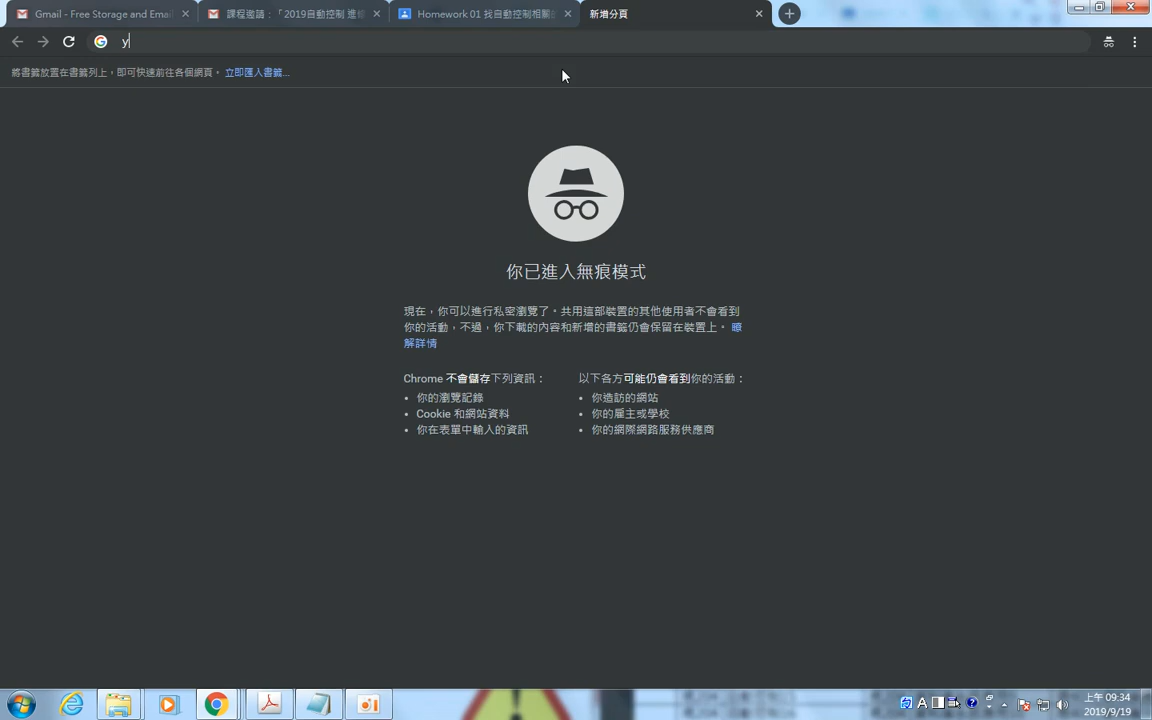 Gmail - Free Storage and Email
課程邀請：「2019自動控制 進修
Homework 01 找自動控制相關的
新增分頁
y
將書籤放置在書籤列上，即可快速前往各個網頁。 立即匯入書籤...
你已進入無痕模式
現在，你可以進行私密瀏覽了。共用這部裝置的其他使用者不會看到
你的活動，不過，你下載的內容和新增的書籤仍會保留在裝置上。 瞭
解詳情
Chrome 不會儲存下列資訊：
• 你的瀏覽記錄
• Cookie 和網站資料
• 你在表單中輸入的資訊
以下各方可能仍會看到你的活動：
• 你造訪的網站
• 你的雇主或學校
• 你的網際網路服務供應商
A
上午 09:34
2019/9/19